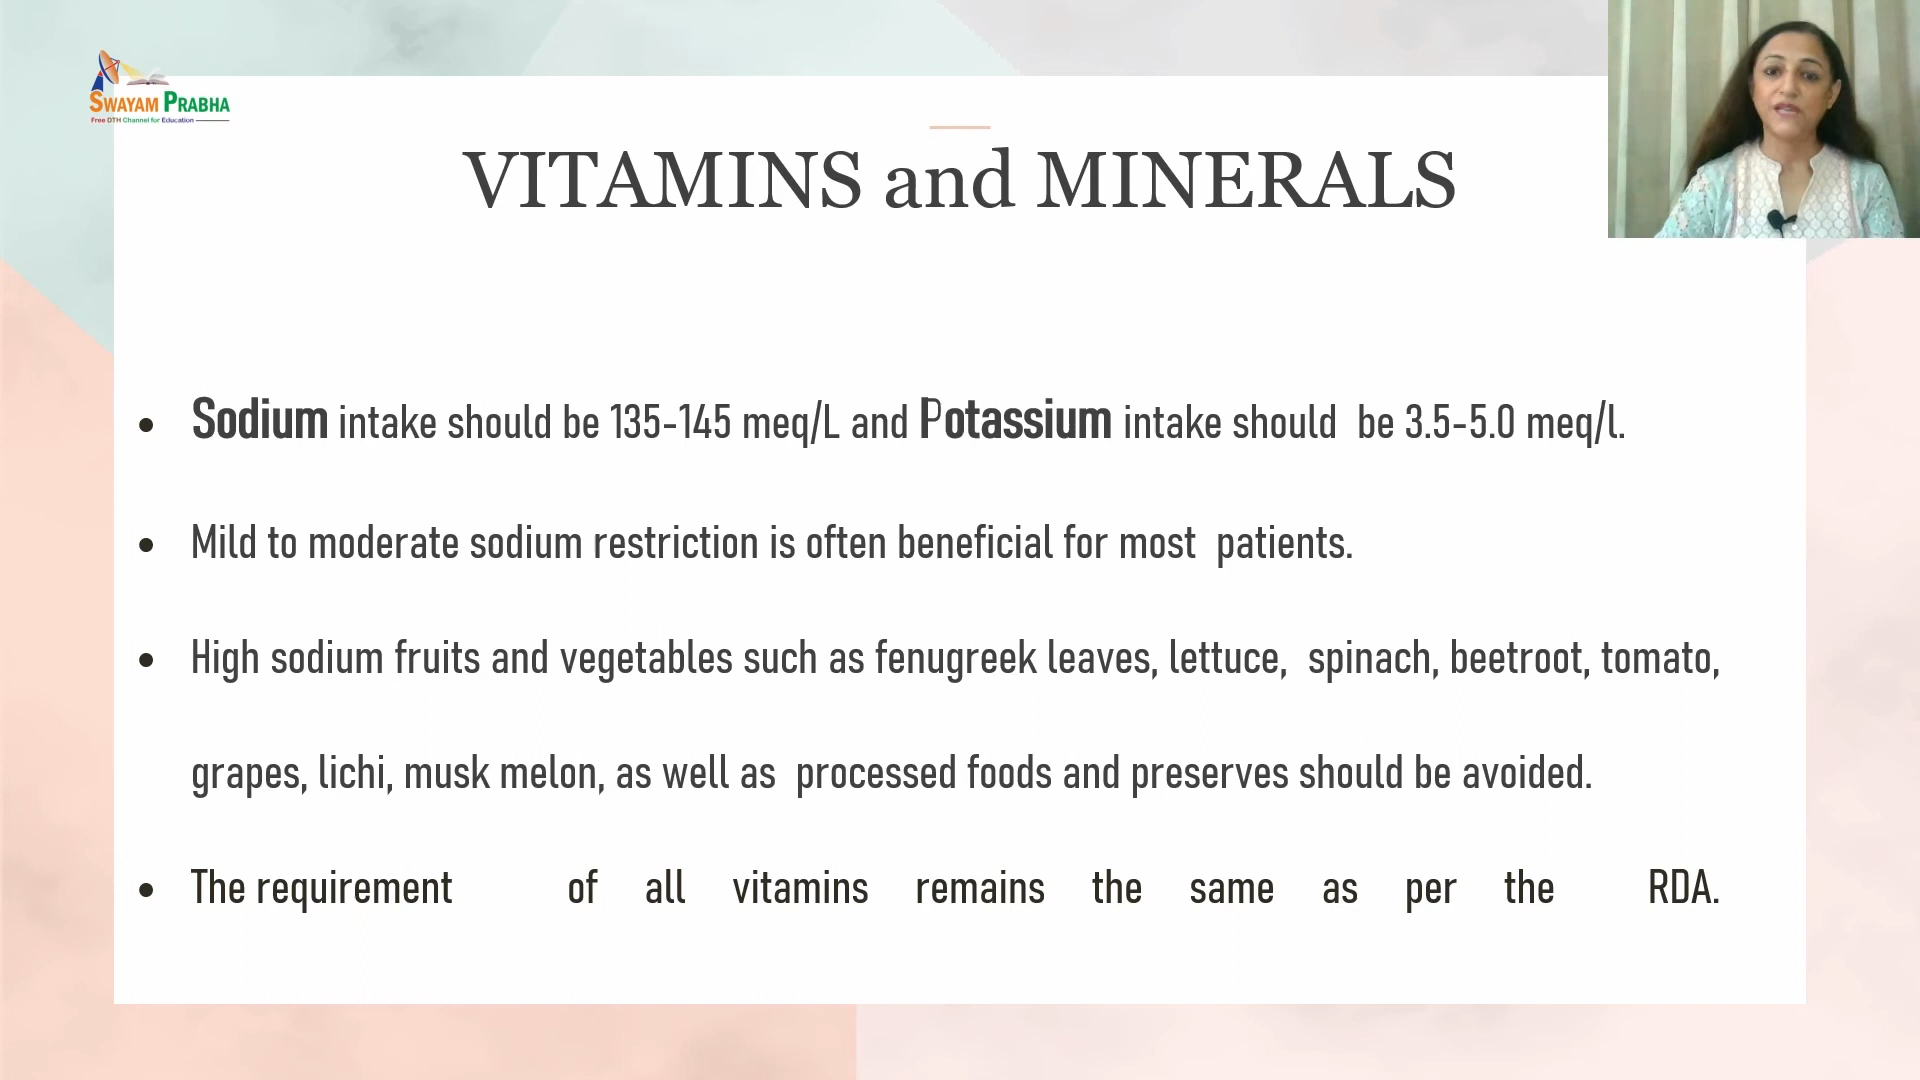 SWAYAM PRABHA
Free DTH Channel for Education
VITAMINS and MINERALS
• Sodium intake should be 135-145 meq/L and Potassium intake should be 3.5-5.0 meq/l.
• Mild to moderate sodium restriction is often beneficial for most patients.
• High sodium fruits and vegetables such as fenugreek leaves, lettuce, spinach, beetroot, tomato,
grapes, lichi, musk melon, as well as processed foods and preserves should be avoided.
• The requirement of all vitamins remains the same as per the RDA.